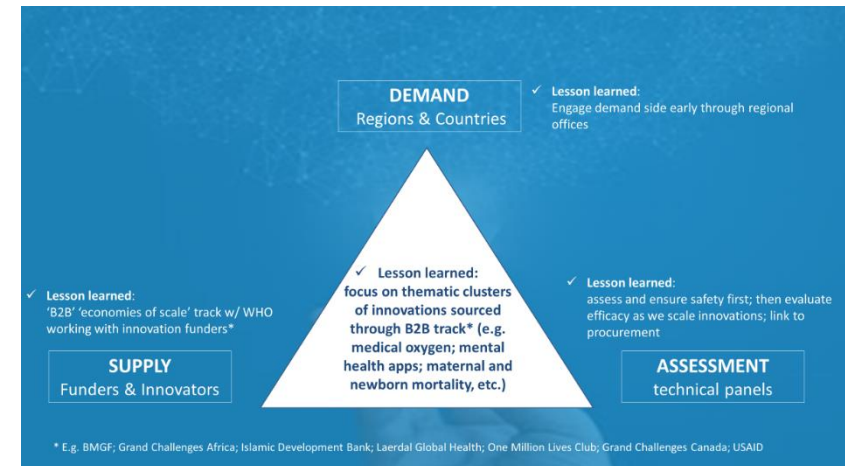 DEMAND
Regions & Countries
✓ Lesson learned:
Engage demand side early through regional
offices
✓ Lesson learned:
focus on thematic clusters
of innovations sourced
through B2B track* (e.g.
medical oxygen; mental
health apps; maternal and
newborn mortality, etc.)
✓ Lesson learned:
‘B2B’ ‘economies of scale’ track w/ WHO
working with innovation funders*
SUPPLY
Funders & Innovators
✓ Lesson learned:
assess and ensure safety first; then evaluate
efficacy as we scale innovations; link to
procurement
ASSESSMENT
technical panels
* E.g. BMGF; Grand Challenges Africa; Islamic Development Bank; Laerdal Global Health; One Million Lives Club; Grand Challenges Canada; USAID